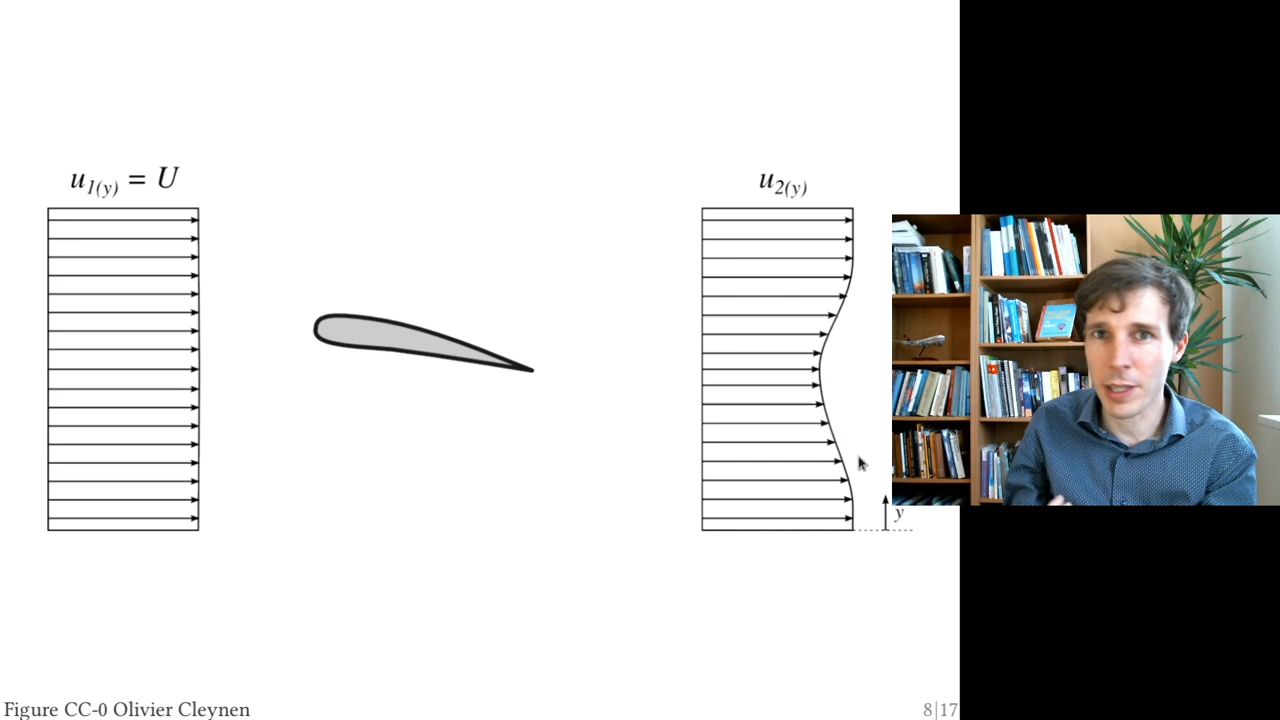 u1(y) = U
u2(y)
y
Figure CC-0 Olivier Cleynen
8|17